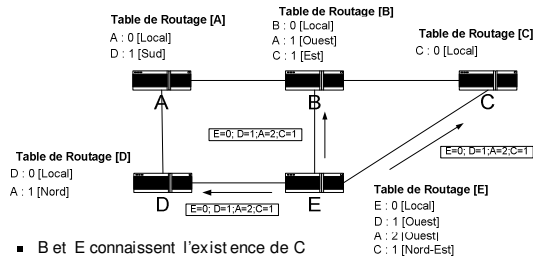 Table de Routage [A]
A : 0 [Local]
D : 1 [Sud]
Table de Routage [B]
B : 0 [Local]
A : 1 [Ouest]
C : 1 [Est]
Table de Routage [C]
C : 0 [Local]
A
B
C
E=0; D=1;A=2;C=1
E=0; D=1;A=2;C=1
Table de Routage [D]
D : 0 [Local]
A : 1 [Nord]
D
E
E=0; D=1;A=2;C=1
Table de Routage [E]
E : 0 [Local]
D : 1 [Ouest]
A : 2 [Ouest]
C : 1 [Nord-Est]
▪ B et E connaissent l'existence de C